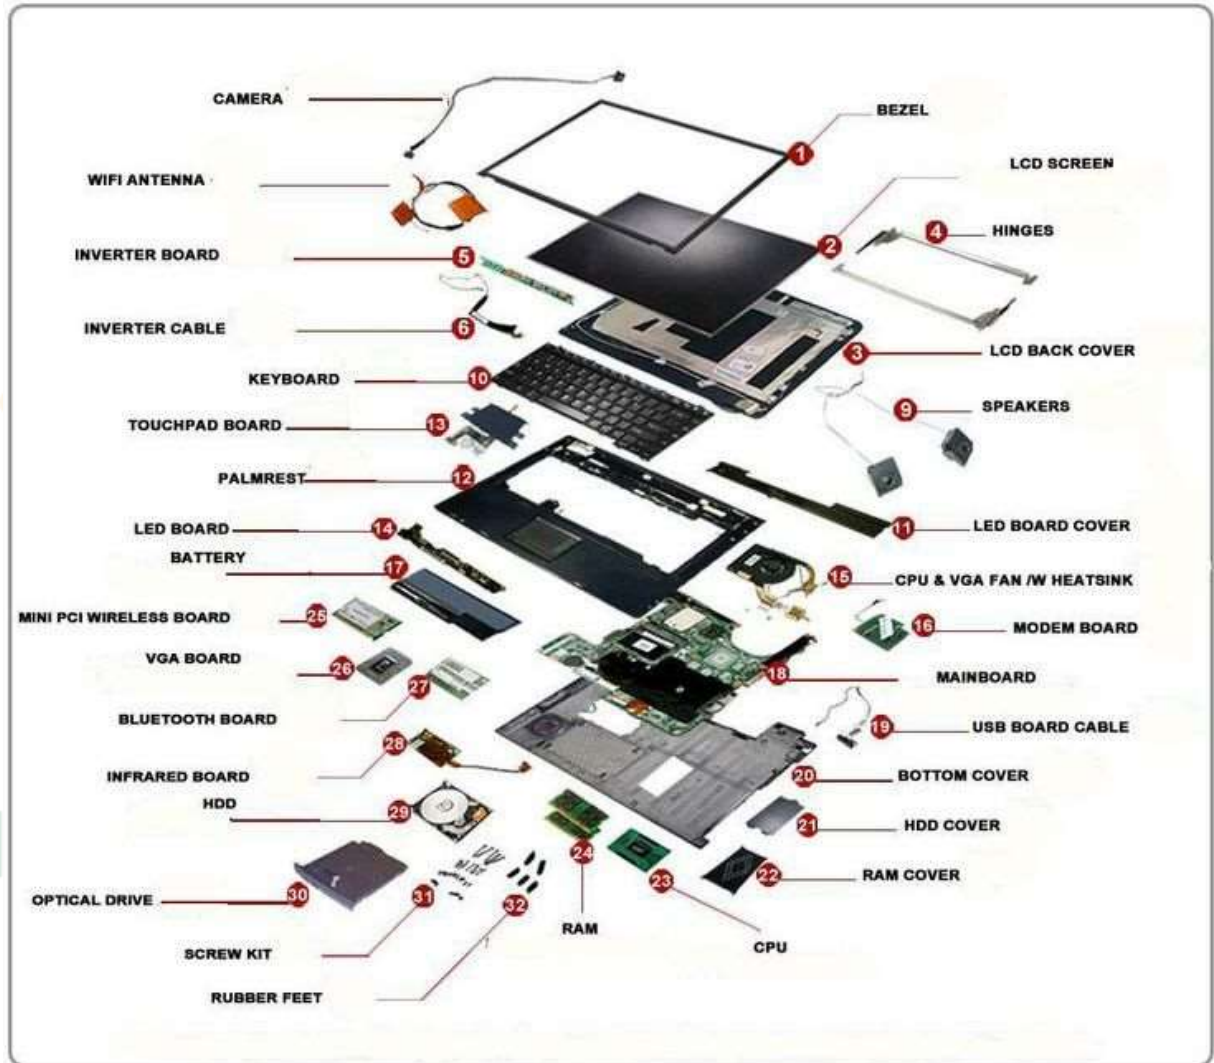 CAMERA
BEZEL
1
LCD SCREEN
WIFI ANTENNA
4 HINGES
2
INVERTER BOARD
5
INVERTER CABLE
6
3 LCD BACK COVER
KEYBOARD
10
9 SPEAKERS
TOUCHPAD BOARD 13
PALMREST
12
LED BOARD 14
11 LED BOARD COVER
BATTERY
17
15 CPU & VGA FAN /W HEATSINK
MINI PCI WIRELESS BOARD 25
16 MODEM BOARD
VGA BOARD
26
18 MAINBOARD
27
BLUETOOTH BOARD
19 USB BOARD CABLE
28
INFRARED BOARD
20 BOTTOM COVER
HDD
29
21 HDD COVER
24
23
22 RAM COVER
OPTICAL DRIVE
30
31
32
RAM
CPU
SCREW KIT
RUBBER FEET